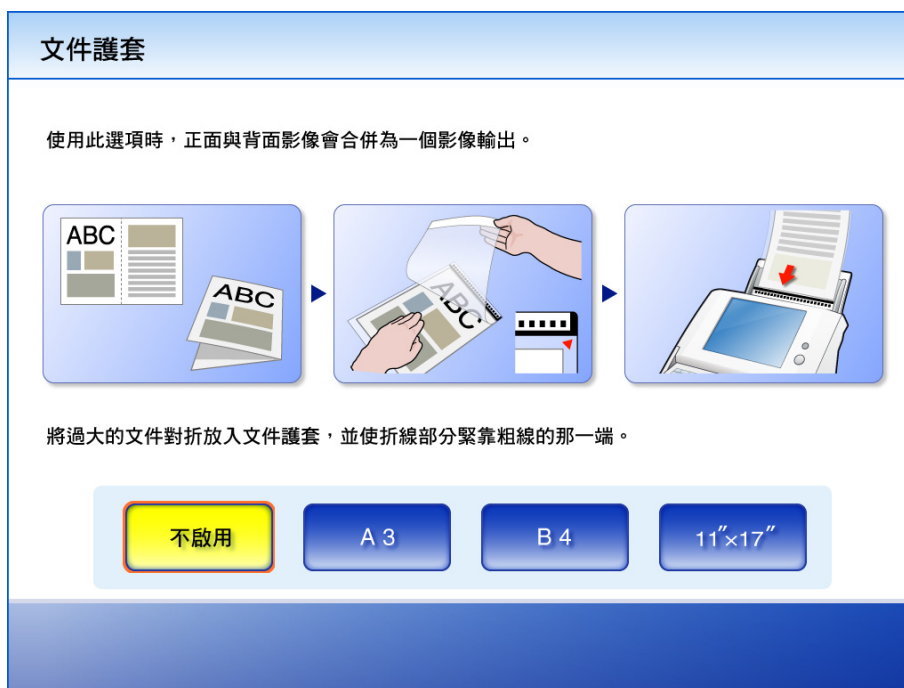 文件護套
使用此選項時，正面與背面影像會合併為一個影像輸出。
ABC
ABC
ABC
將過大的文件對折放入文件護套，並使折線部分緊靠粗線的那一端。
不啟用
A 3
B 4
11"×17"